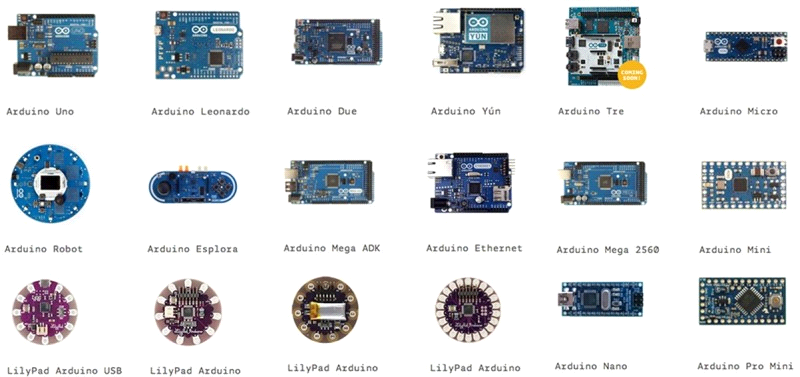 ARDUINO
YÚN
COMING
SOON!
Arduino Uno
Arduino Leonardo
Arduino Due
Arduino Yún
Arduino Tre
Arduino Micro
Arduino Robot
Arduino Esplora
Arduino Mega ADK
Arduino Ethernet
Arduino Mega 2560
Arduino Mini
LilyPad Arduino USB
LilyPad Arduino
LilyPad Arduino
LilyPad Arduino
Arduino Nano
Arduino Pro Mini